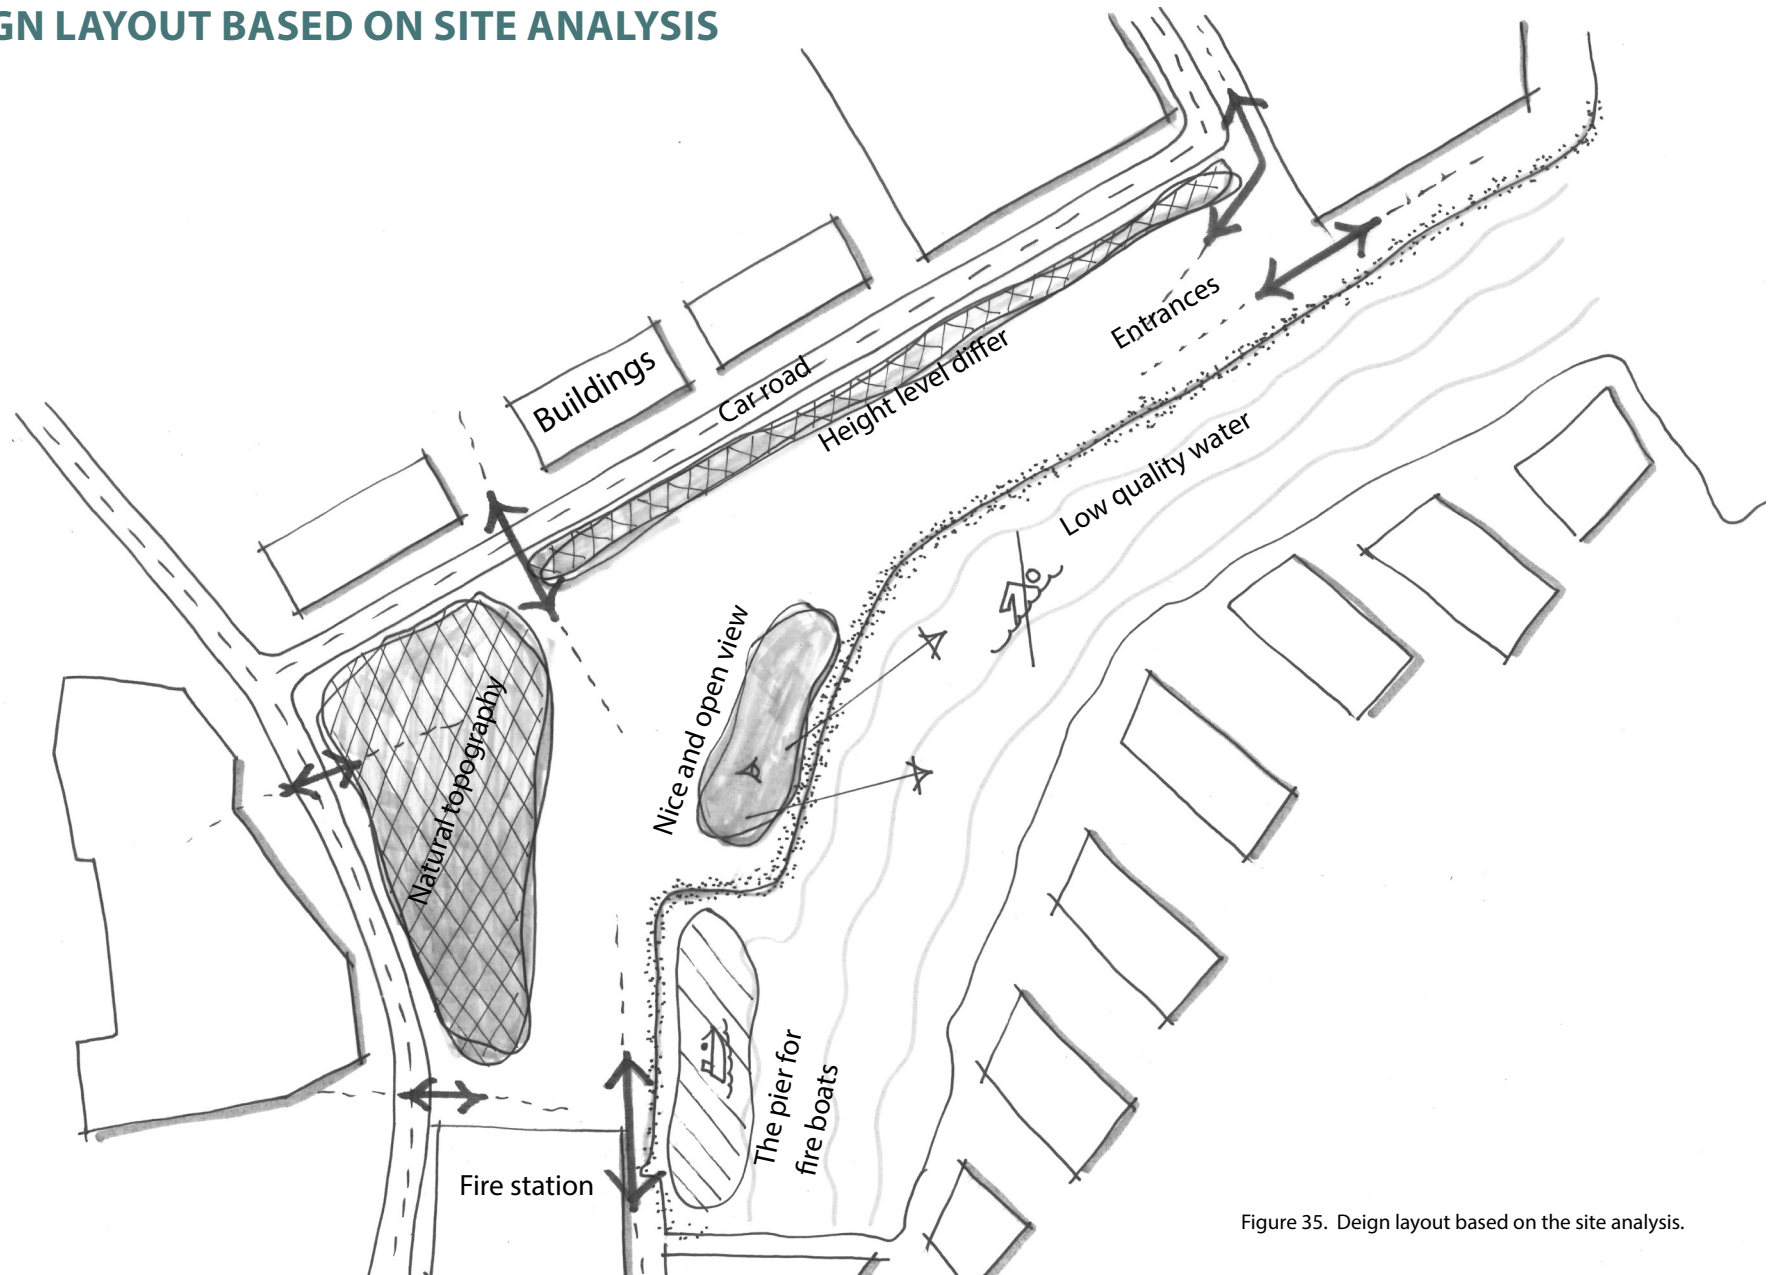 GN LAYOUT BASED ON SITE ANALYSIS
Buildings
Car road
Height level differ
Entrances
Low quality water
Nice and open view
Natural topography
The pier for
fire boats
Fire station
Figure 35. Deign layout based on the site analysis.